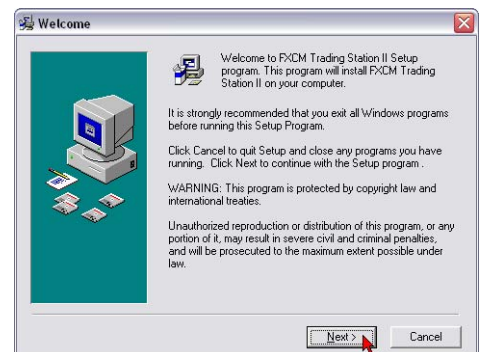 Welcome
Welcome to FXCM Trading Station II Setup
program. This program will install FXCM Trading
Station II on your computer.
It is strongly recommended that you exit all Windows programs
before running this Setup Program.
Click Cancel to quit Setup and close any programs you have
running. Click Next to continue with the Setup program .
WARNING: This program is protected by copyright law and
international treaties.
Unauthorized reproduction or distribution of this program, or any
portion of it, may result in severe civil and criminal penalties,
and will be prosecuted to the maximum extent possible under
law.
Next >
Cancel